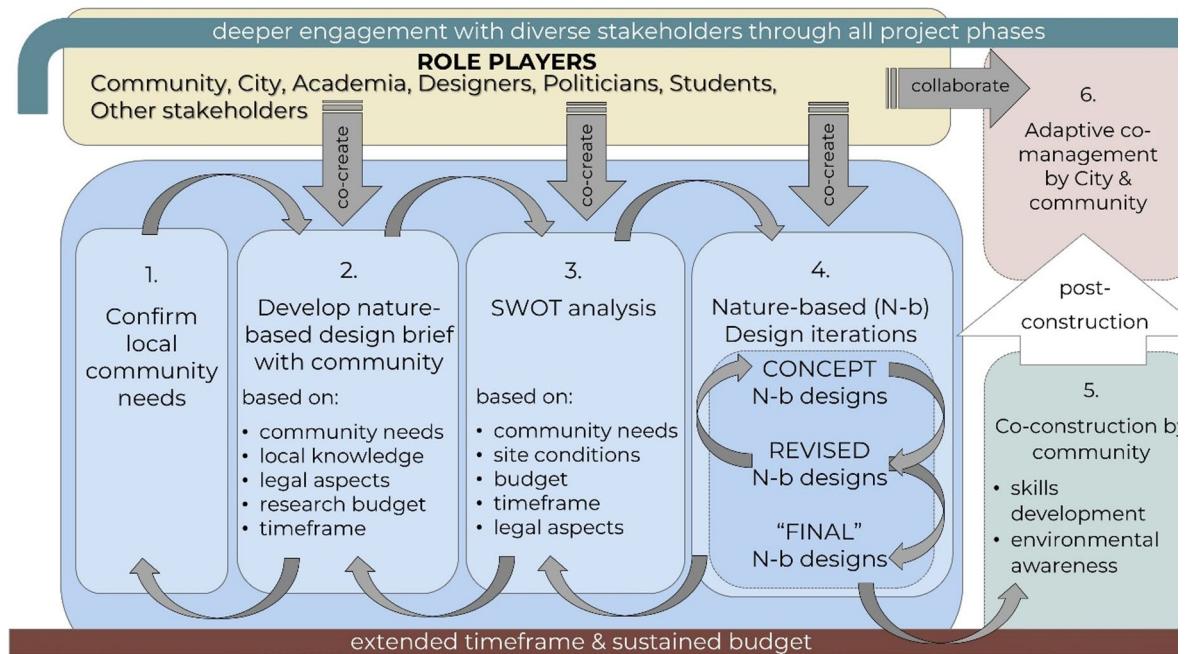 deeper engagement with diverse stakeholders through all project phases
ROLE PLAYERS
Community, City, Academia, Designers, Politicians, Students,
Other stakeholders
co-create
co-create
co-create
collaborate
1.
Confirm
local
community
needs
2.
Develop nature-
based design brief
with community
based on:
• community needs
• local knowledge
• legal aspects
• research budget
• timeframe
3.
SWOT analysis
based on:
• community needs
• site conditions
• budget
• timeframe
• legal aspects
4.
Nature-based (N-b)
Design iterations
CONCEPT
N-b designs
REVISED
N-b designs
“FINAL”
N-b designs
5.
Co-construction by
community
• skills
development
• environmental
awareness
post-
construction
6.
Adaptive co-
management
by City &
community
extended timeframe & sustained budget